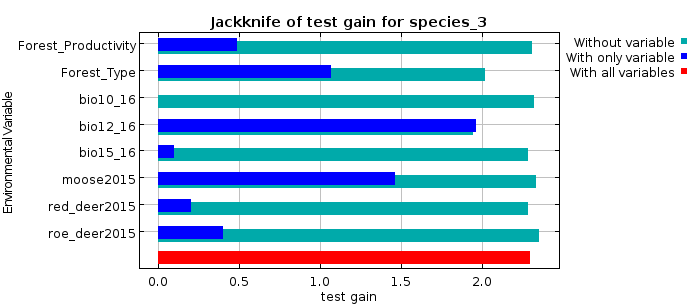 Jackknife of test gain for species_3
Environmental Variable
Forest_Productivity
Forest_Type
bio10_16
bio12_16
bio15_16
moose2015
red_deer2015
roe_deer2015
0.0 0.5 1.0 1.5 2.0
test gain
Without variable
With only variable
With all variables